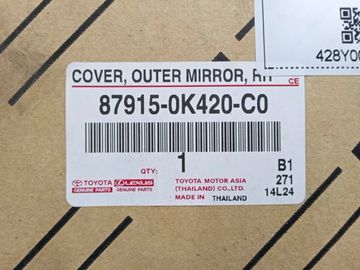 428Y00
COVER, OUTER MIRROR, RH
CE
87915-0K420-C0
QTY:
1
B1
TOYOTA
GENUINE PARTS
LEXUS
GENUINE PARTS
TOYOTA MOTOR ASIA
(THAILAND) CO.,LTD.
271
MADE IN THAILAND
14L24